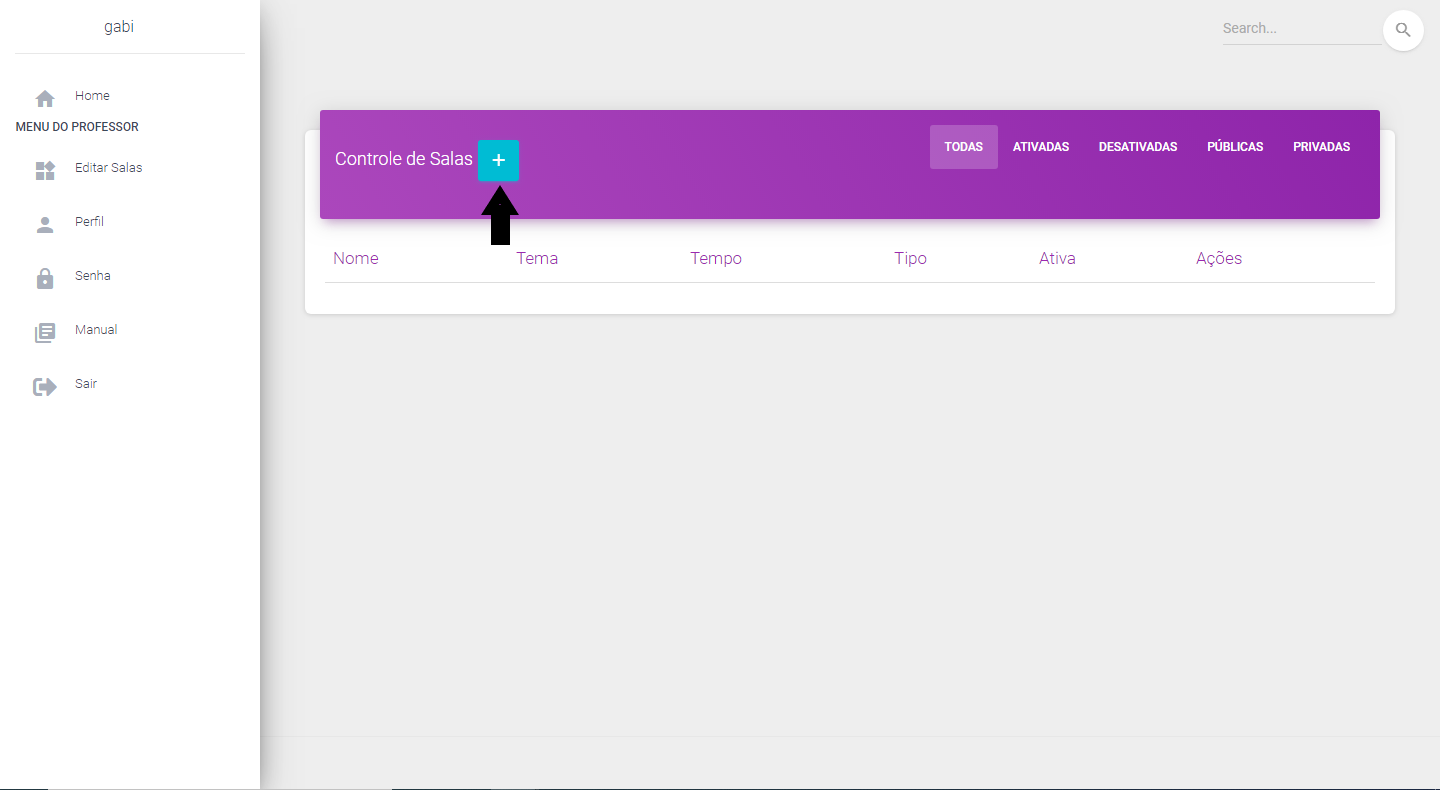 gabi
Search...
Home
MENU DO PROFESSOR
Editar Salas
Perfil
Senha
Manual
Sair
Controle de Salas +
TODAS ATIVADAS DESATIVADAS PÚBLICAS PRIVADAS
Nome Tema Tempo Tipo Ativa Ações